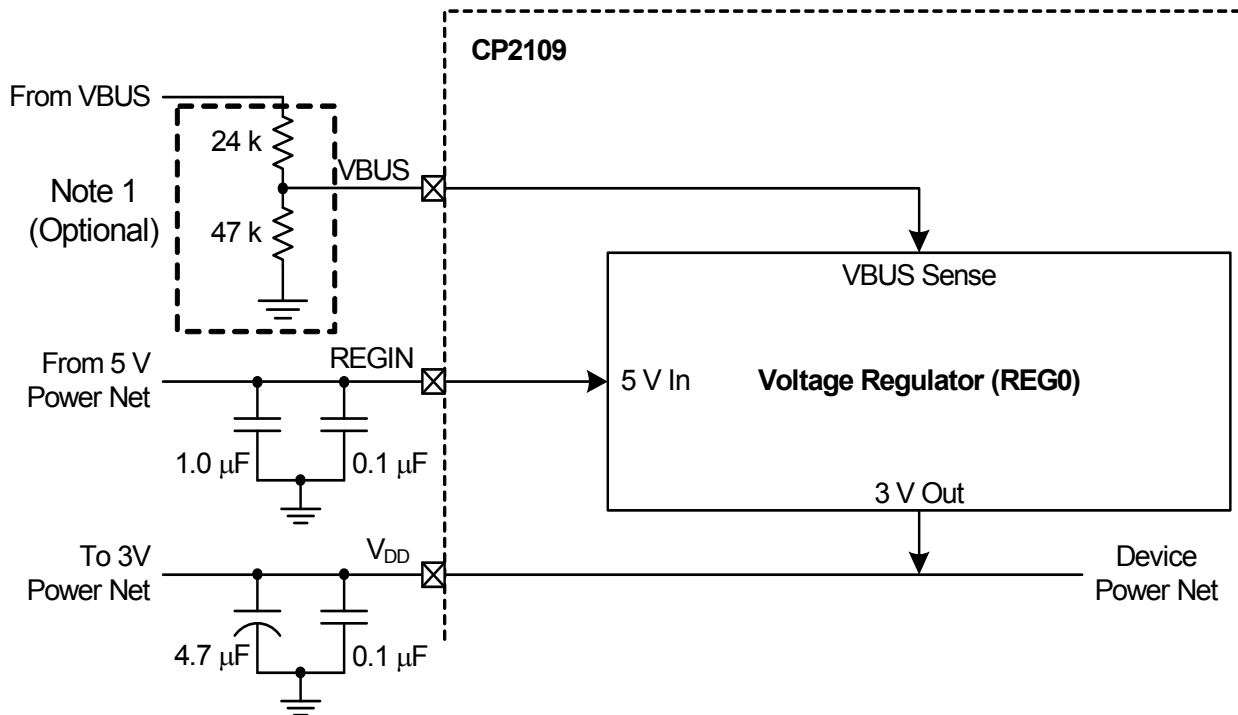 CP2109
From VBUS
24 k
VBUS
Note 1
(Optional)
47 k
VBUS Sense
From 5 V
Power Net
REGIN
5 V In
Voltage Regulator (REG0)
1.0 μF
0.1 μF
3 V Out
To 3V
Power Net
VDD
Device
Power Net
4.7 μF
0.1 μF